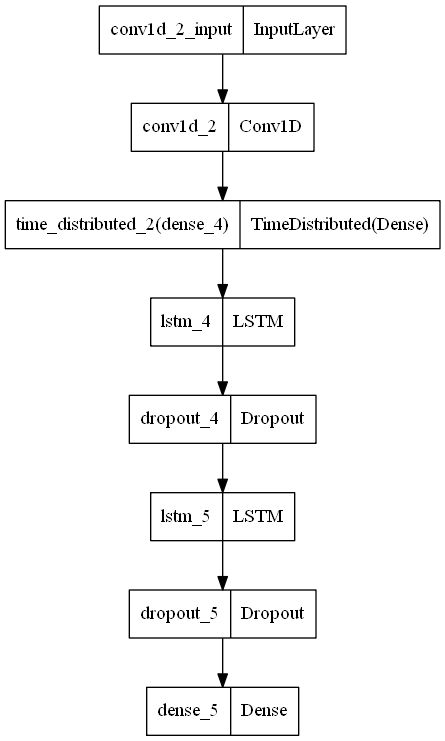 conv1d_2_input InputLayer
conv1d_2 Conv1D
time_distributed_2(dense_4) TimeDistributed(Dense)
lstm_4 LSTM
dropout_4 Dropout
lstm_5 LSTM
dropout_5 Dropout
dense_5 Dense